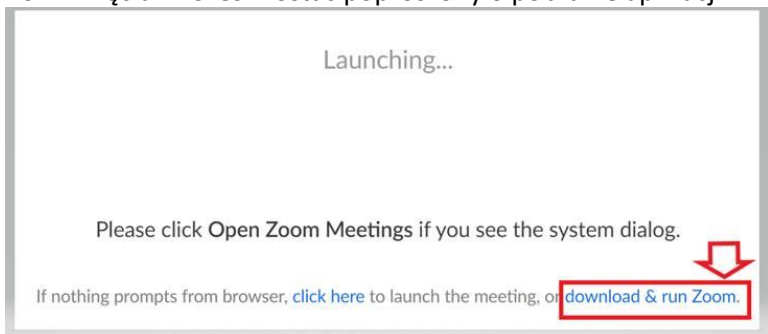 Launching...
Please click Open Zoom Meetings if you see the system dialog.
If nothing prompts from browser, click here to launch the meeting, or download & run Zoom.